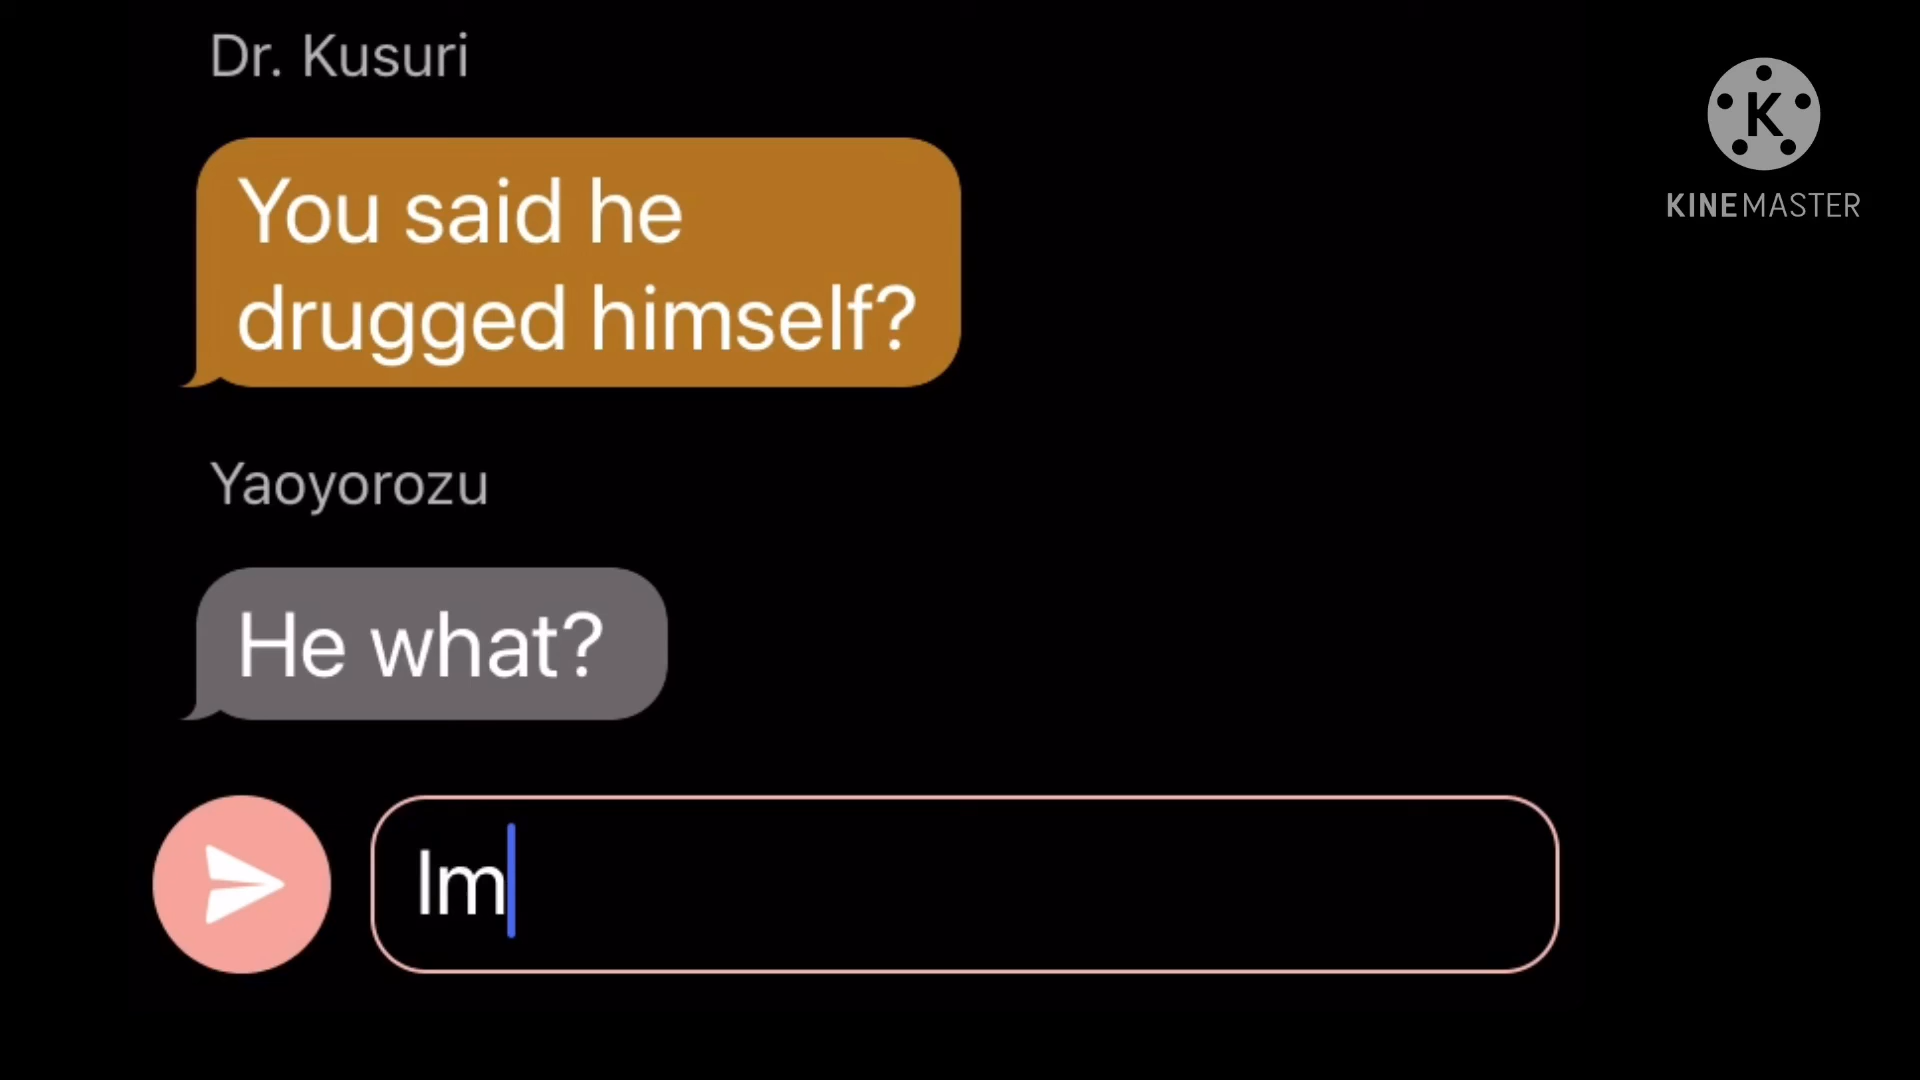 Dr. Kusuri
K
KINEMASTER
You said he
drugged himself?
Yaoyorozu
He what?
Im